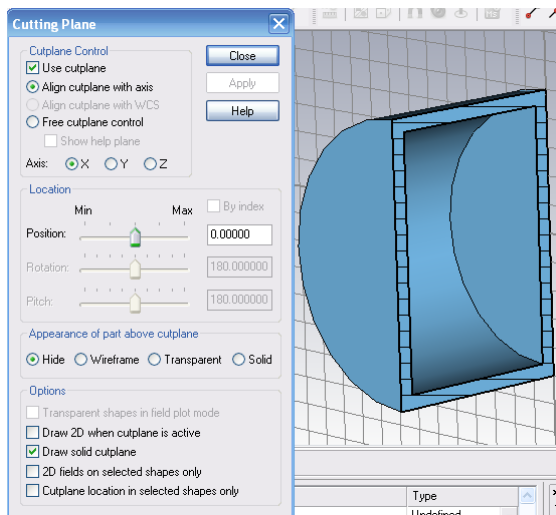 Cutting Plane
Cutplane Control
Use cutplane
Close
Align cutplane with axis
Apply
Align cutplane with WCS
Free cutplane control
Help
Show help plane
Axis: X Y Z
Location
Min Max By index
Position: 0.00000
Rotation: 180.000000
Pitch: 180.000000
Appearance of part above cutplane
Hide Wireframe Transparent Solid
Options
Transparent shapes in field plot mode
Draw 2D when cutplane is active
Draw solid cutplane
2D fields on selected shapes only
Cutplane location in selected shapes only
Type
Undefined